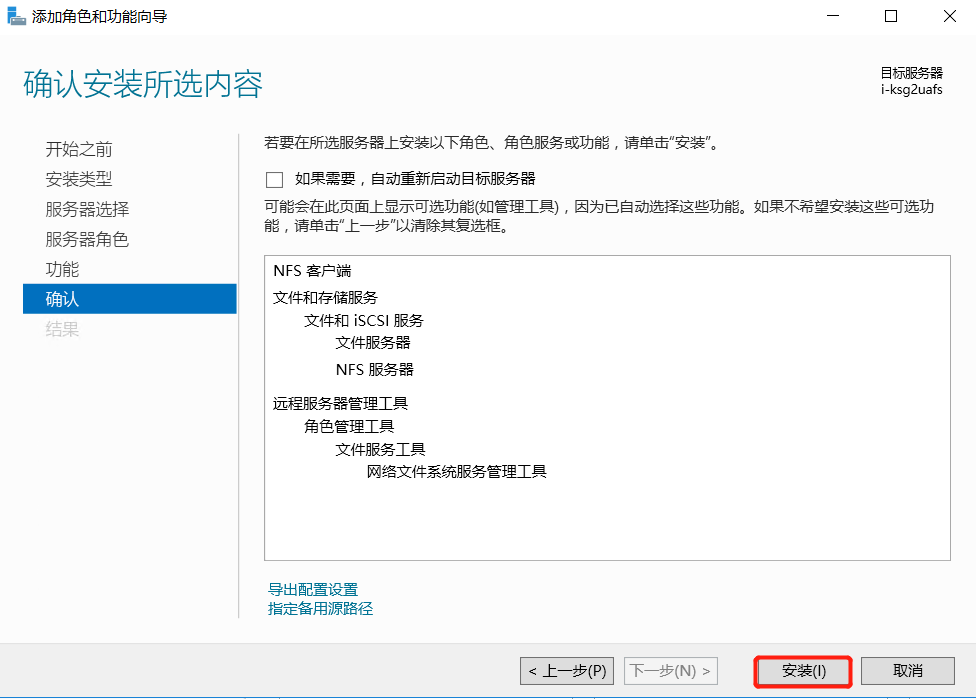 添加角色和功能向导
确认安装所选内容
目标服务器
i-ksg2uafs
开始之前
安装类型
服务器选择
服务器角色
功能
确认
结果
若要在所选服务器上安装以下角色、角色服务或功能，请单击“安装”。
如果需要，自动重新启动目标服务器
可能会在此页面上显示可选功能(如管理工具)，因为已自动选择这些功能。如果不希望安装这些可选功
能，请单击“上一步”以清除其复选框。
NFS 客户端
文件和存储服务
文件和 iSCSI 服务
文件服务器
NFS 服务器
远程服务器管理工具
角色管理工具
文件服务工具
网络文件系统服务管理工具
导出配置设置
指定备用源路径
< 上一步(P)
下一步(N) >
安装(I)
取消